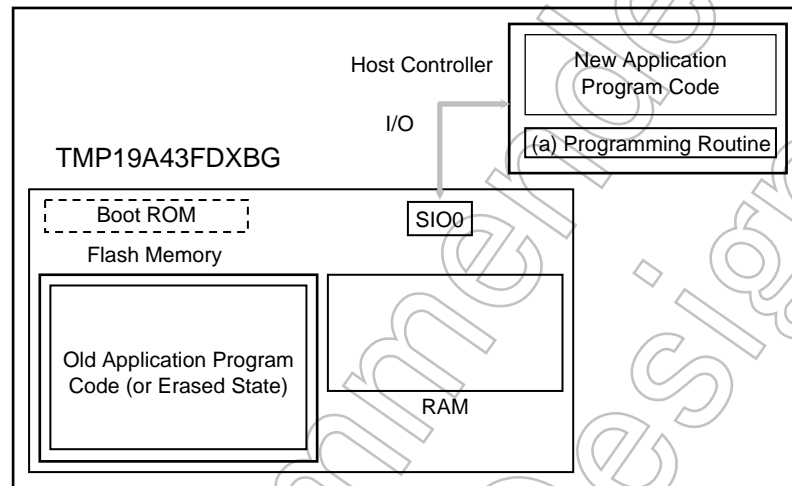 New Application
Program Code
Host Controller
I/O
(a) Programming Routine
TMP19A43FDXBG
Boot ROM
SIO0
Flash Memory
Old Application Program
Code (or Erased State)
RAM